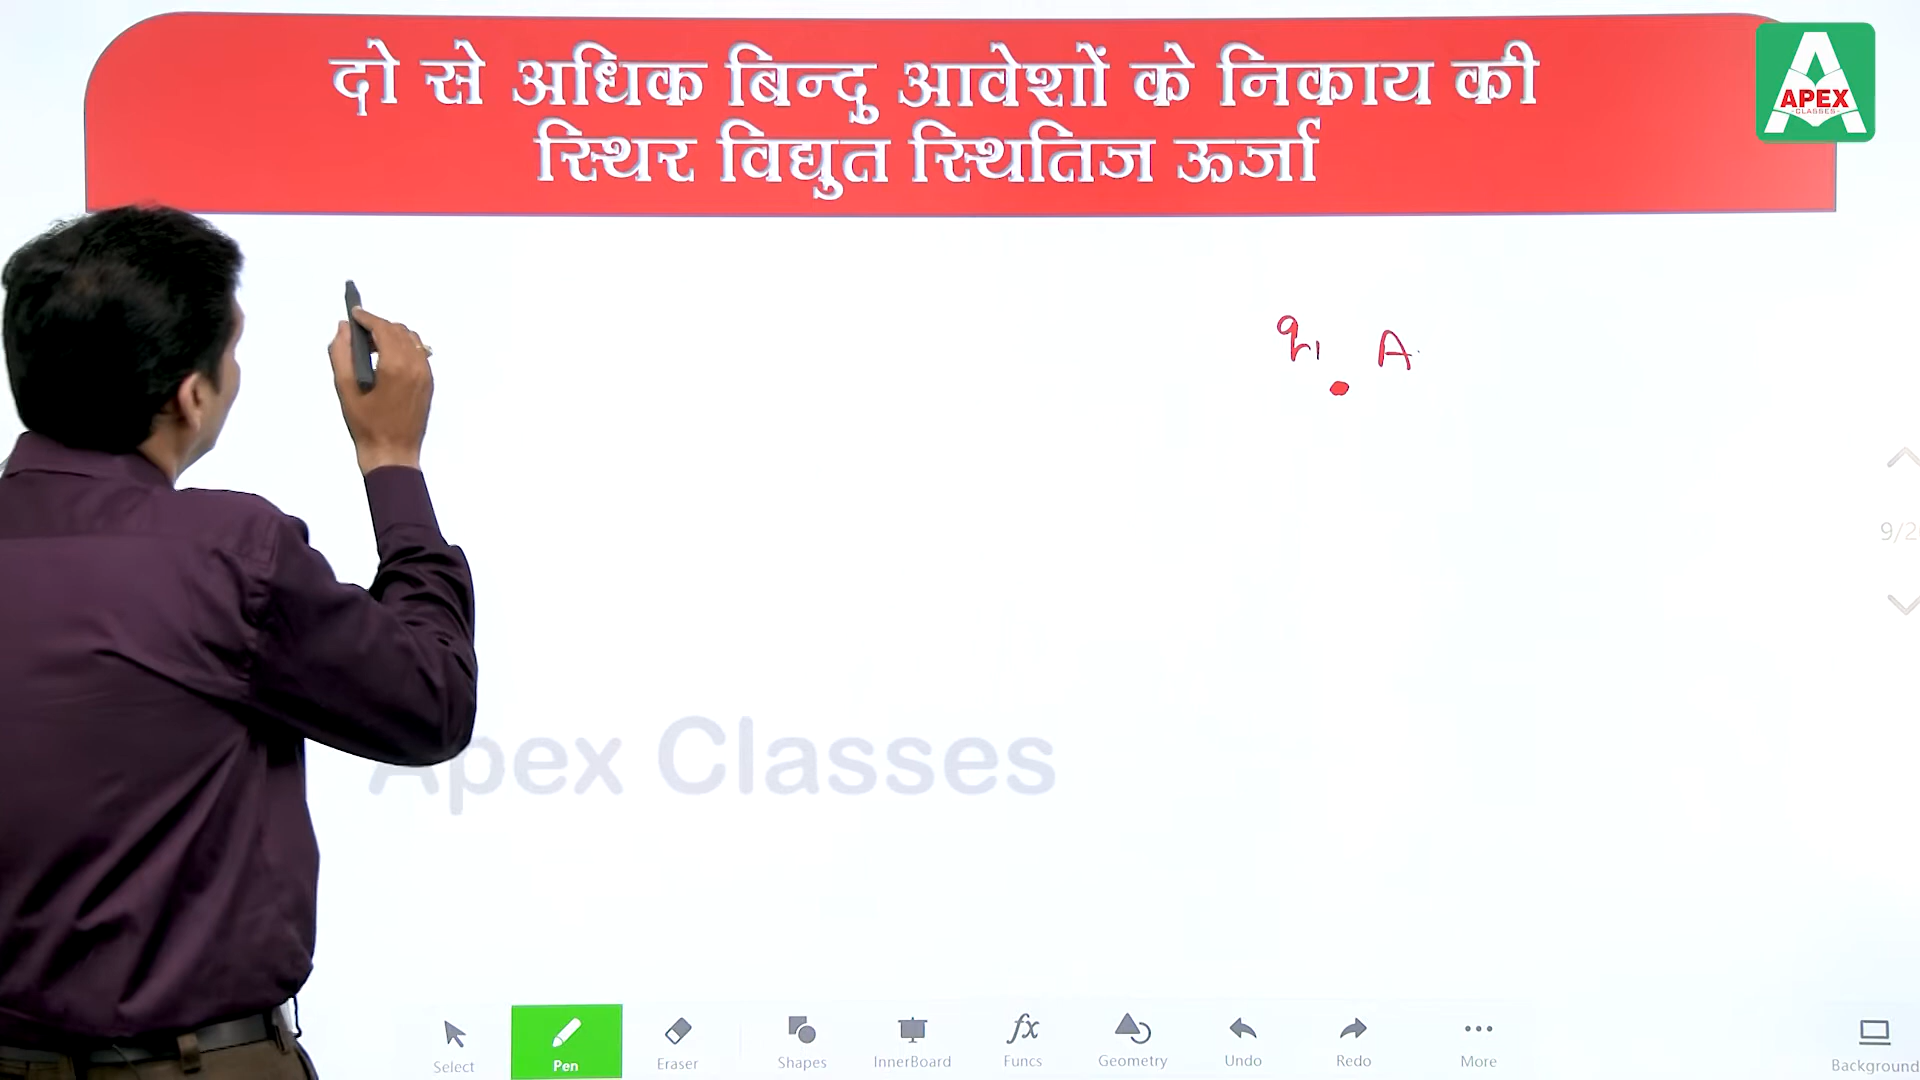 दो से अधिक बिन्दु आवेशों के निकाय की
स्थिर विद्युत स्थितिज ऊर्जा
APEX
CLASSES
q₁ A
9/2
Apex Classes
Select
Pen
Eraser
Shapes
InnerBoard
Funcs
Geometry
Undo
Redo
More
Background